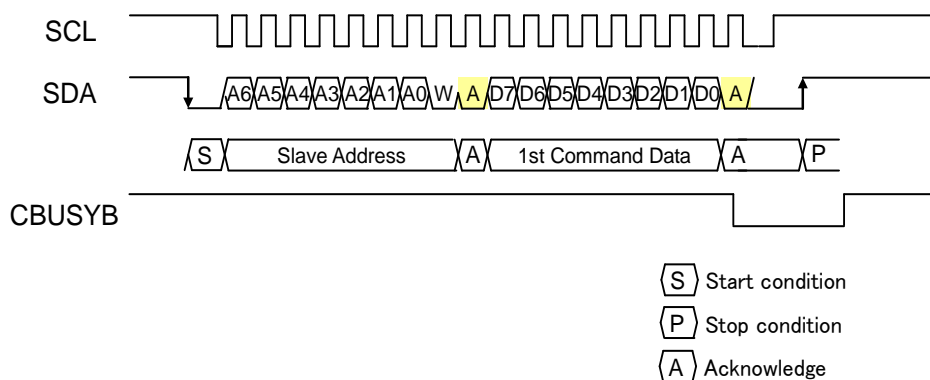 SCL
SDA A6 A5 A4 A3 A2 A1 A0 W A D7 D6 D5 D4 D3 D2 D1 D0 A
S Slave Address A 1st Command Data A P
CBUSYB
S Start condition
P Stop condition
A Acknowledge